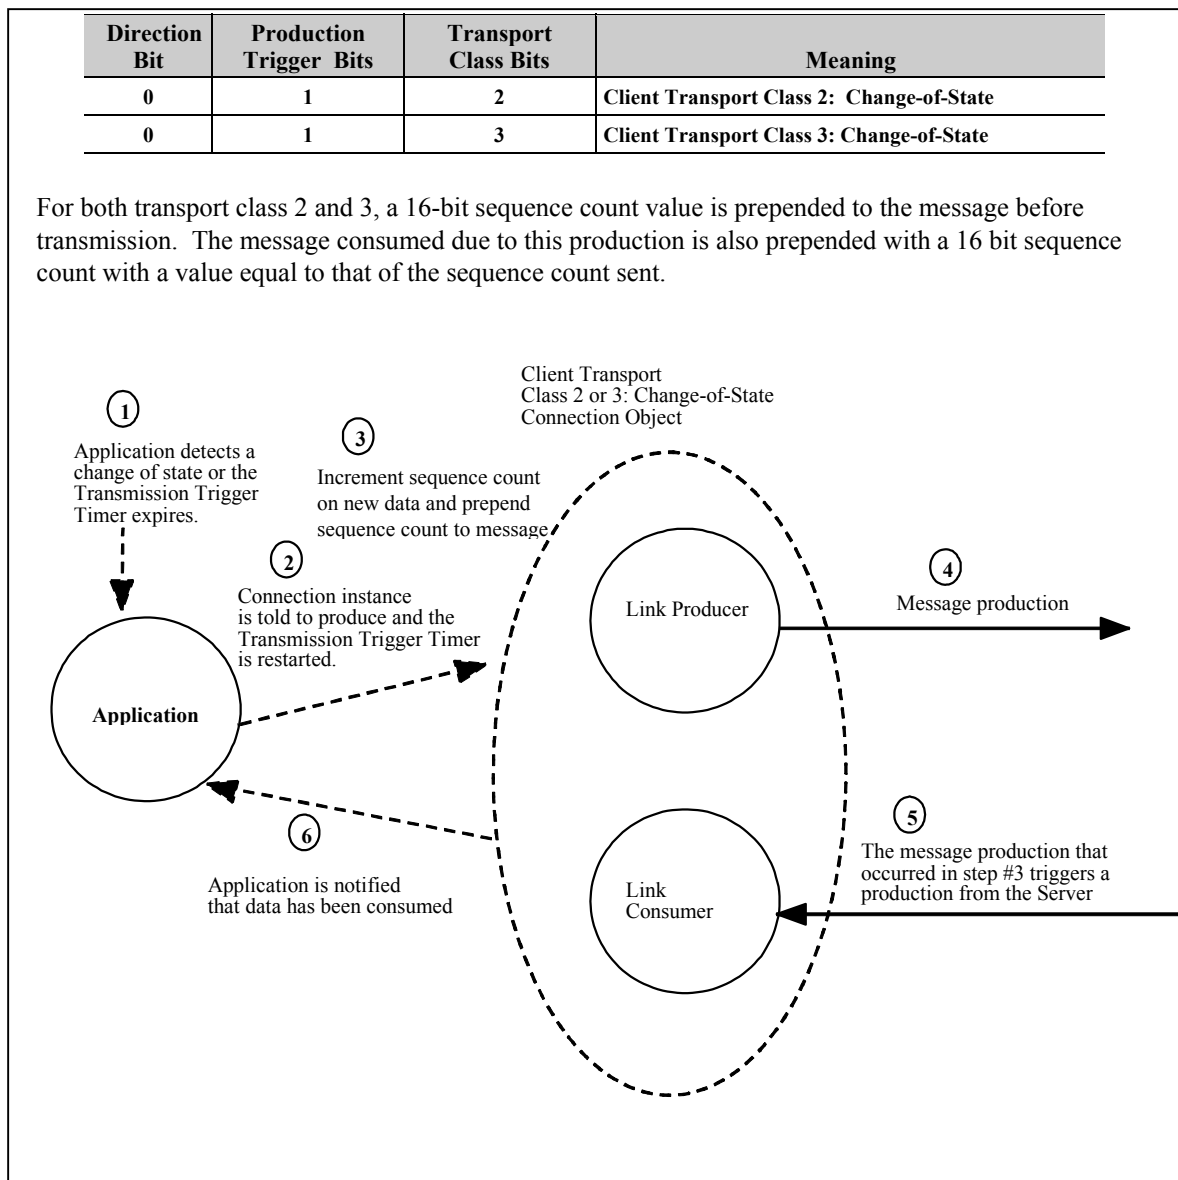 Direction Bit Production Trigger Bits Transport Class Bits Meaning
0 1 2 Client Transport Class 2: Change-of-State
0 1 3 Client Transport Class 3: Change-of-State
For both transport class 2 and 3, a 16-bit sequence count value is prepended to the message before
transmission. The message consumed due to this production is also prepended with a 16 bit sequence
count with a value equal to that of the sequence count sent.
Client Transport
Class 2 or 3: Change-of-State
Connection Object
1
Application detects a
change of state or the
Transmission Trigger
Timer expires.
3
Increment sequence count
on new data and prepend
sequence count to message
2
Connection instance
is told to produce and the
Transmission Trigger Timer
is restarted.
Link Producer
4
Message production
Application
5
The message production that
occurred in step #3 triggers a
production from the Server
6
Application is notified
that data has been consumed
Link
Consumer